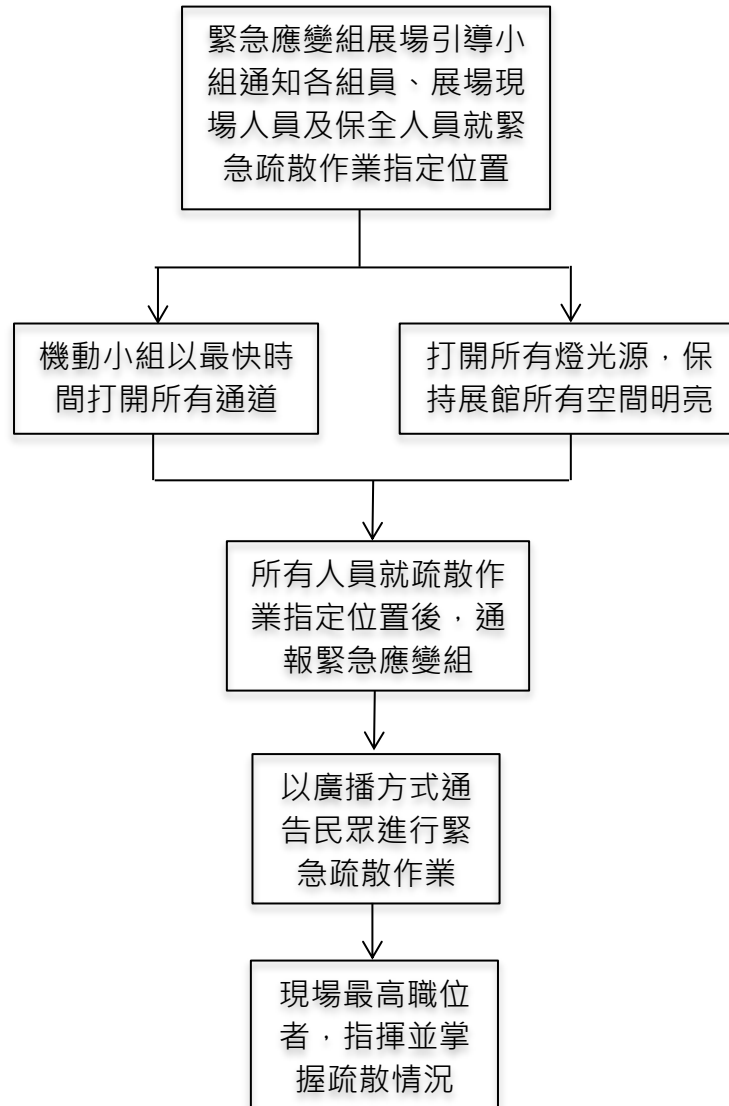 緊急應變組展場引導小
組通知各組員、展場現
場人員及保全人員就緊
急疏散作業指定位置
機動小組以最快時
間打開所有通道
打開所有燈光源，保
持展館所有空間明亮
所有人員就疏散作
業指定位置後，通
報緊急應變組
以廣播方式通
告民眾進行緊
急疏散作業
現場最高職位
者，指揮並掌
握疏散情況